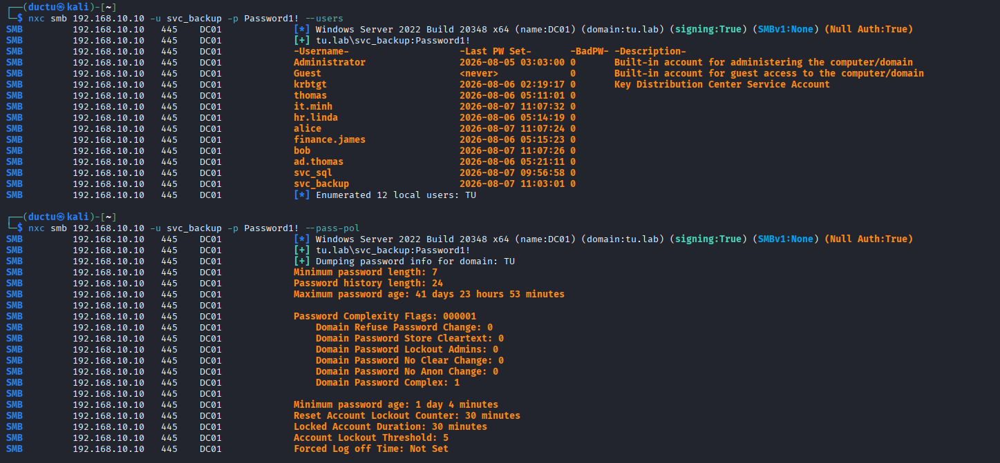 ┌──(ductu㉿kali)-[~]
└─$ nxc smb 192.168.10.10 -u svc_backup -p Password1! --users
SMB         192.168.10.10   445    DC01             [*] Windows Server 2022 Build 20348 x64 (name:DC01) (domain:tu.lab) (signing:True) (SMBv1:None) (Null Auth:True)
SMB         192.168.10.10   445    DC01             [+] tu.lab\svc_backup:Password1!
SMB         192.168.10.10   445    DC01             -Username-                    -Last PW Set-       -BadPW- -Description-
SMB         192.168.10.10   445    DC01             Administrator                 2026-08-05 03:03:00 0       Built-in account for administering the computer/domain
SMB         192.168.10.10   445    DC01             Guest                         <never>             0       Built-in account for guest access to the computer/domain
SMB         192.168.10.10   445    DC01             krbtgt                        2026-08-06 02:19:17 0       Key Distribution Center Service Account
SMB         192.168.10.10   445    DC01             thomas                        2026-08-06 05:11:01 0
SMB         192.168.10.10   445    DC01             it.minh                       2026-08-07 11:07:32 0
SMB         192.168.10.10   445    DC01             hr.linda                      2026-08-06 05:14:19 0
SMB         192.168.10.10   445    DC01             alice                         2026-08-07 11:07:24 0
SMB         192.168.10.10   445    DC01             finance.james                 2026-08-06 05:15:23 0
SMB         192.168.10.10   445    DC01             bob                           2026-08-07 11:07:26 0
SMB         192.168.10.10   445    DC01             ad.thomas                     2026-08-06 05:21:11 0
SMB         192.168.10.10   445    DC01             svc_sql                       2026-08-07 09:56:58 0
SMB         192.168.10.10   445    DC01             svc_backup                    2026-08-07 11:03:01 0
SMB         192.168.10.10   445    DC01             [*] Enumerated 12 local users: TU
┌──(ductu㉿kali)-[~]
└─$ nxc smb 192.168.10.10 -u svc_backup -p Password1! --pass-pol
SMB         192.168.10.10   445    DC01             [*] Windows Server 2022 Build 20348 x64 (name:DC01) (domain:tu.lab) (signing:True) (SMBv1:None) (Null Auth:True)
SMB         192.168.10.10   445    DC01             [+] tu.lab\svc_backup:Password1!
SMB         192.168.10.10   445    DC01             [+] Dumping password info for domain: TU
SMB         192.168.10.10   445    DC01             Minimum password length: 7
SMB         192.168.10.10   445    DC01             Password history length: 24
SMB         192.168.10.10   445    DC01             Maximum password age: 41 days 23 hours 53 minutes
SMB         192.168.10.10   445    DC01
SMB         192.168.10.10   445    DC01             Password Complexity Flags: 000001
SMB         192.168.10.10   445    DC01                 Domain Refuse Password Change: 0
SMB         192.168.10.10   445    DC01                 Domain Password Store Cleartext: 0
SMB         192.168.10.10   445    DC01                 Domain Password Lockout Admins: 0
SMB         192.168.10.10   445    DC01                 Domain Password No Clear Change: 0
SMB         192.168.10.10   445    DC01                 Domain Password No Anon Change: 0
SMB         192.168.10.10   445    DC01                 Domain Password Complex: 1
SMB         192.168.10.10   445    DC01
SMB         192.168.10.10   445    DC01             Minimum password age: 1 day 4 minutes
SMB         192.168.10.10   445    DC01             Reset Account Lockout Counter: 30 minutes
SMB         192.168.10.10   445    DC01             Locked Account Duration: 30 minutes
SMB         192.168.10.10   445    DC01             Account Lockout Threshold: 5
SMB         192.168.10.10   445    DC01             Forced Log off Time: Not Set